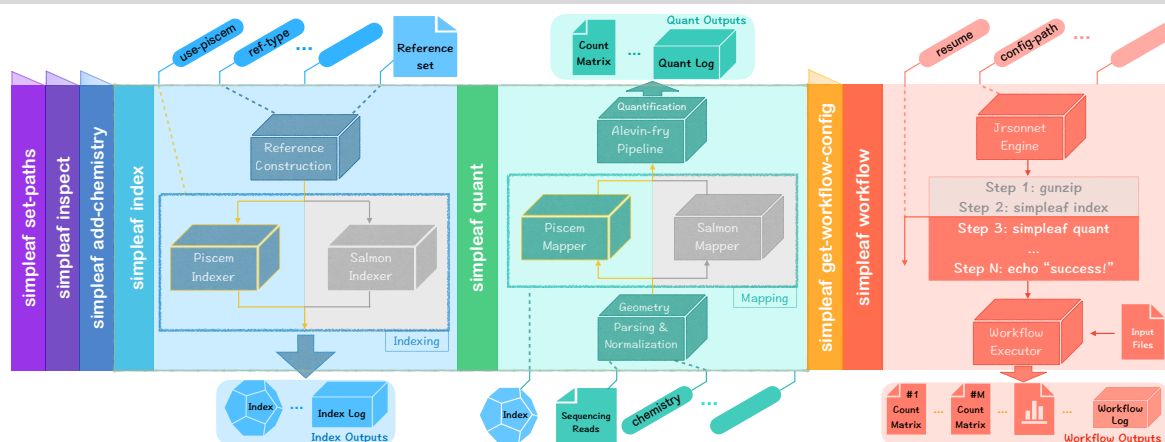 simpleaf set-paths
simpleaf inspect
simpleaf add-chemistry
simpleaf index
use-piscem
ref-type
...
Reference
set
Reference
Construction
Piscem
Indexer
Salmon
Indexer
Indexing
Index
...
Index Log
Index Outputs
simpleaf quant
Quant Outputs
Count
Matrix
...
Quant Log
Quantification
Alevin-fry
Pipeline
Piscem
Mapper
Salmon
Mapper
Mapping
Geometry
Parsing &
Normalization
Index
Sequencing
Reads
chemistry
...
simpleaf get-workflow-config
simpleaf workflow
resume
config-path
...
Jrsonnet
Engine
Step 1: gunzip
Step 2: simpleaf index
Step 3: simpleaf quant
...
Step N: echo “success!”
Workflow
Executor
Input
Files
#1
Count
Matrix
...
#M
Count
Matrix
...
...
Workflow
Log
Workflow Outputs